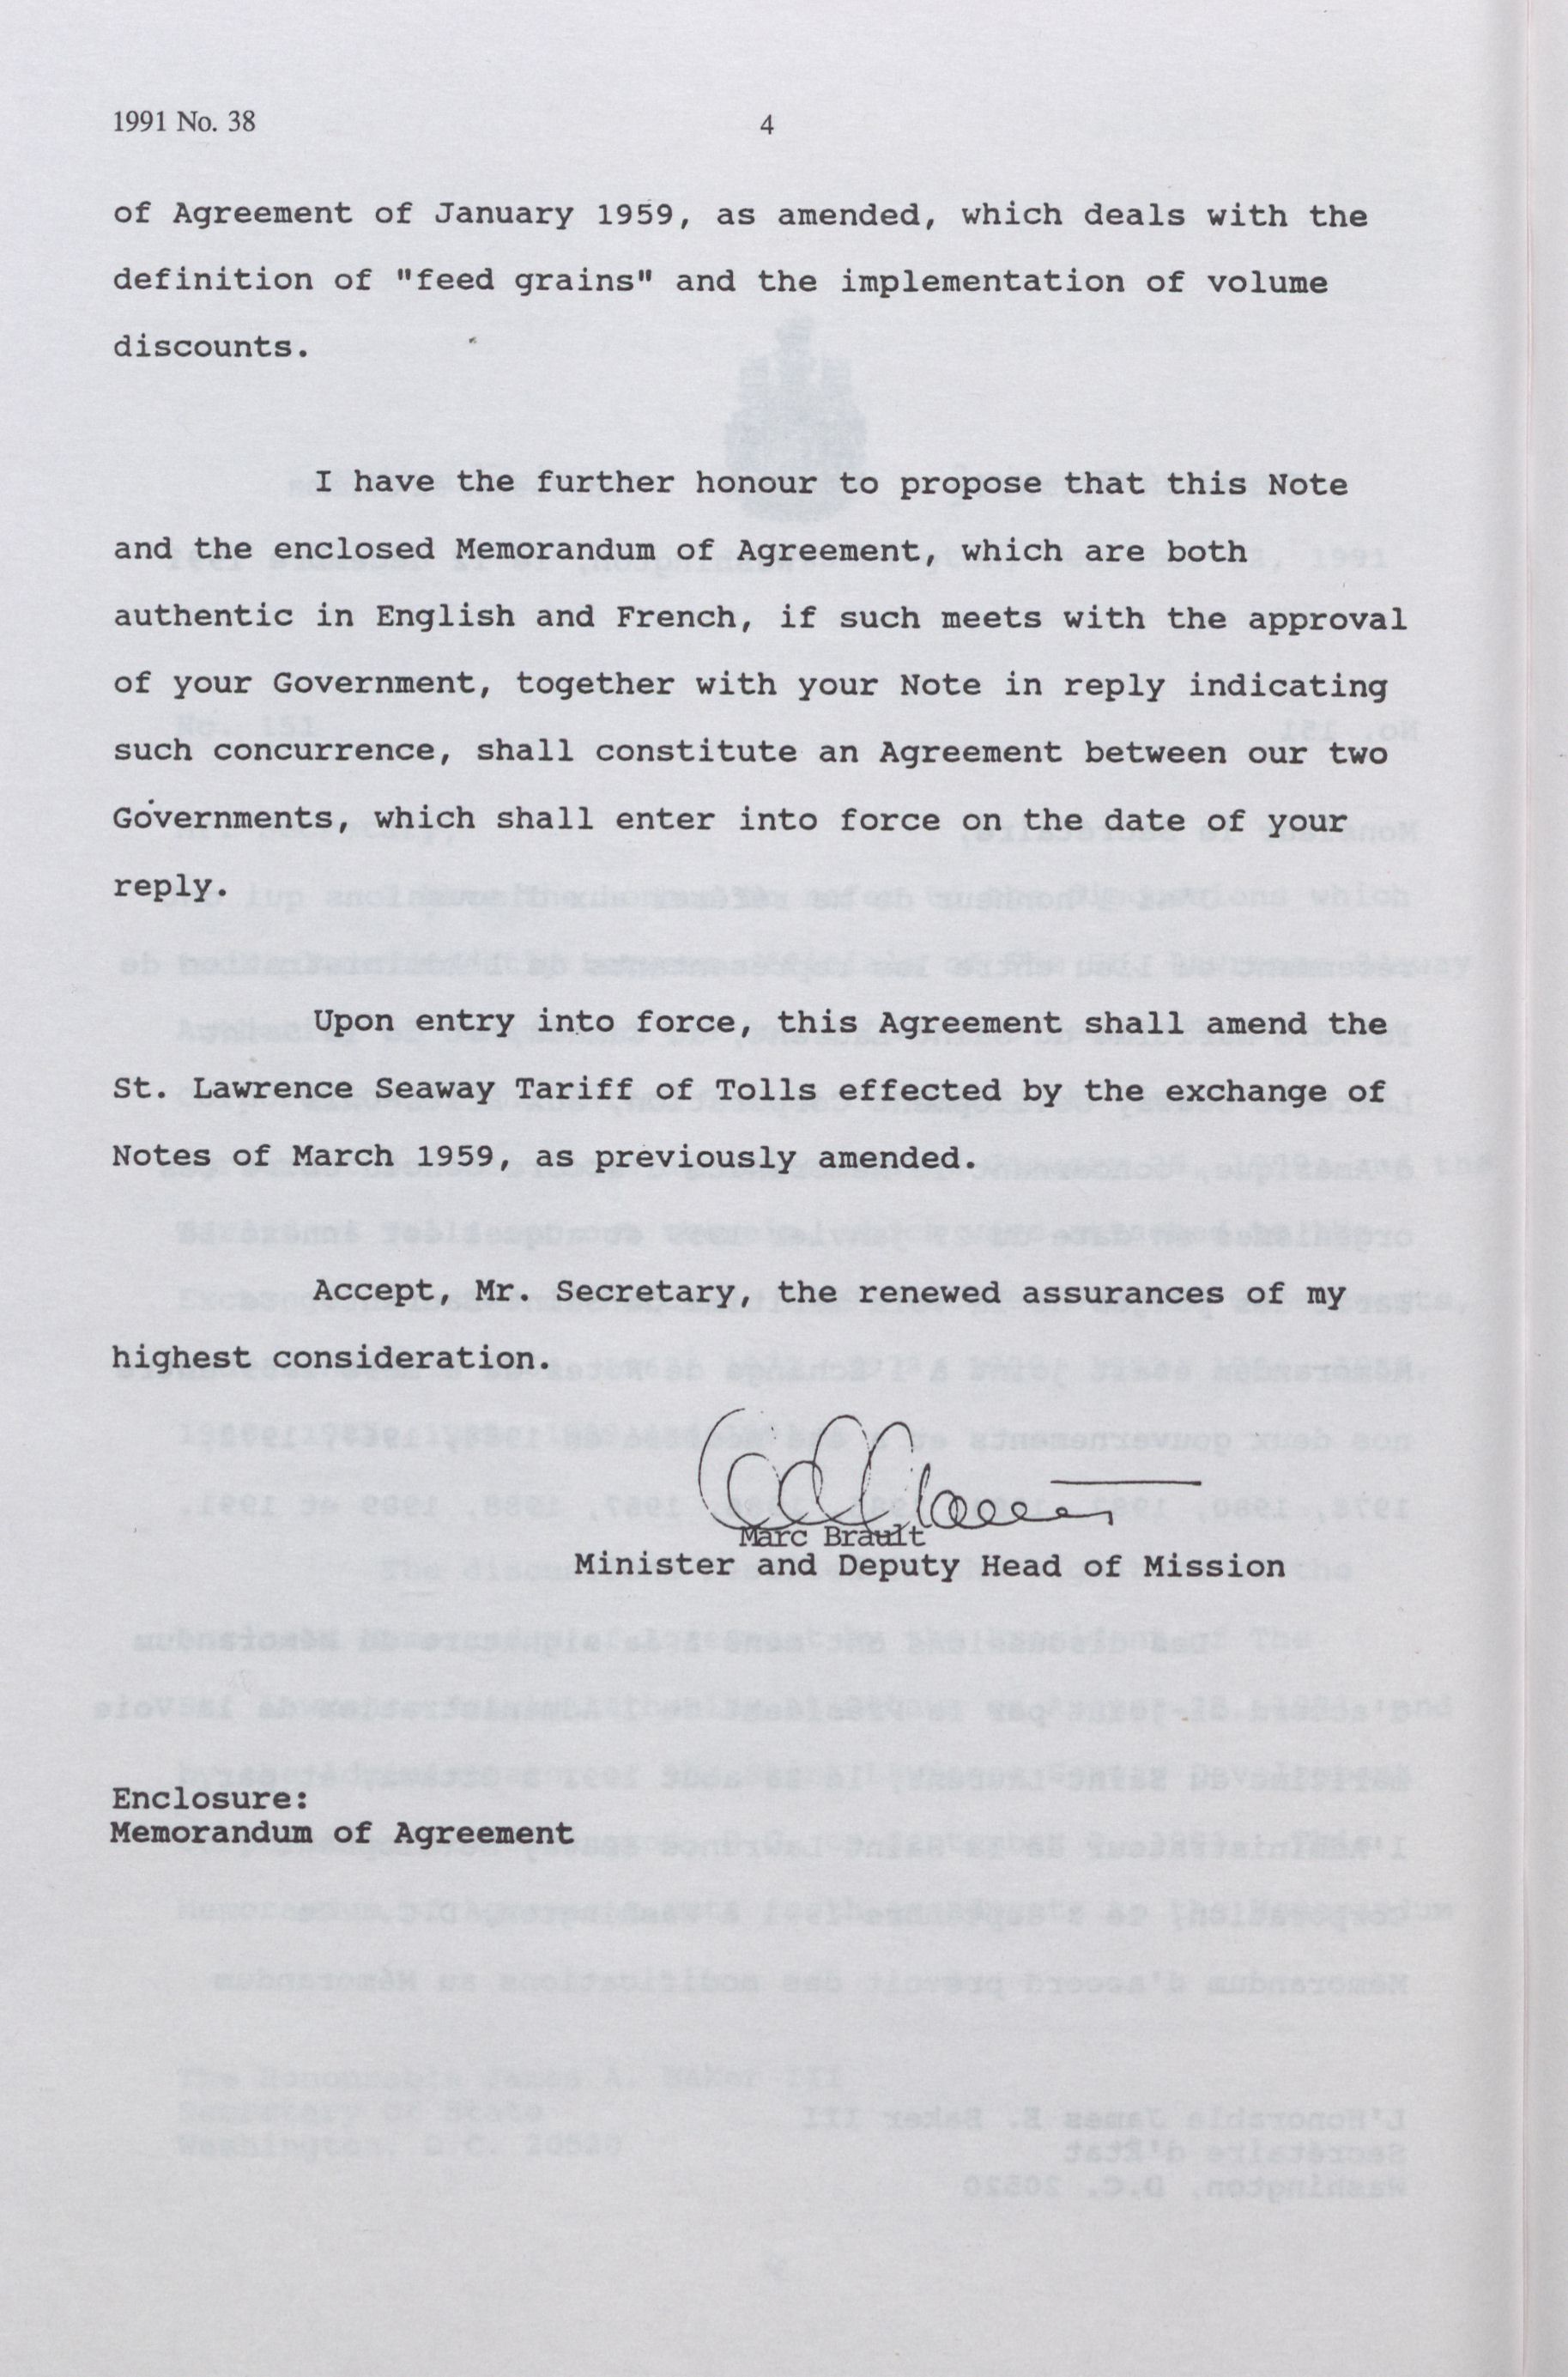 1991 No. 38 4
of Agreement of January 1959, as amended, which deals with the
definition of "feed grains" and the implementation of volume
discounts.
I have the further honour to propose that this Note
and the enclosed Memorandum of Agreement, which are both
authentic in English and French, if such meets with the approval
of your Government, together with your Note in reply indicating
such concurrence, shall constitute an Agreement between our two
Governments, which shall enter into force on the date of your
reply.
Upon entry into force, this Agreement shall amend the
St. Lawrence Seaway Tariff of Tolls effected by the exchange of
Notes of March 1959, as previously amended.
Accept, Mr. Secretary, the renewed assurances of my
highest consideration.
Marc Brault
Minister and Deputy Head of Mission
Enclosure:
Memorandum of Agreement